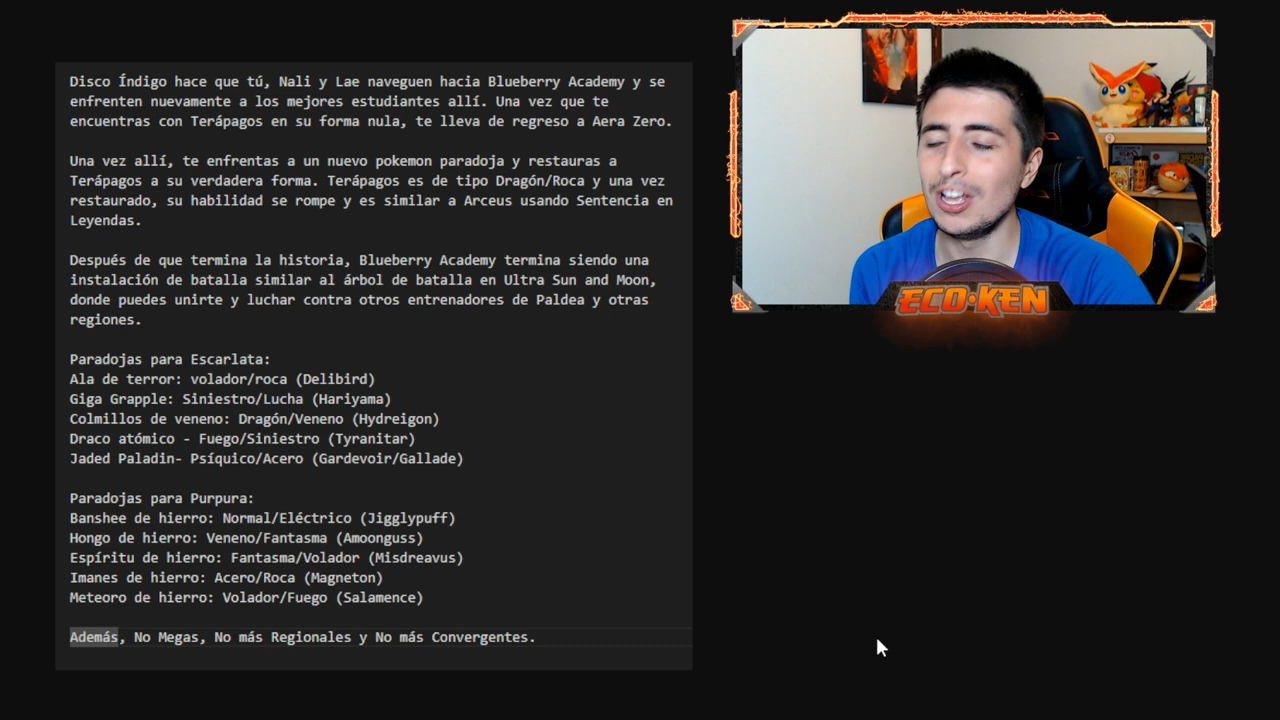 Disco Índigo hace que tú, Nali y Lae naveguen hacia Blueberry Academy y se
enfrenten nuevamente a los mejores estudiantes allí. Una vez que te
encuentras con Terápagos en su forma nula, te lleva de regreso a Aera Zero.
Una vez allí, te enfrentas a un nuevo pokemon paradoja y restauras a
Terápagos a su verdadera forma. Terápagos es de tipo Dragón/Roca y una vez
restaurado, su habilidad se rompe y es similar a Arceus usando Sentencia en
Leyendas.
Después de que termina la historia, Blueberry Academy termina siendo una
instalación de batalla similar al árbol de batalla en Ultra Sun and Moon,
donde puedes unirte y luchar contra otros entrenadores de Paldea y otras
regiones.
Paradojas para Escarlata:
Ala de terror: volador/roca (Delibird)
Giga Grapple: Siniestro/Lucha (Hariyama)
Colmillos de veneno: Dragón/Veneno (Hydreigon)
Draco atómico - Fuego/Siniestro (Tyranitar)
Jaded Paladin- Psíquico/Acero (Gardevoir/Gallade)
Paradojas para Purpura:
Banshee de hierro: Normal/Eléctrico (Jigglypuff)
Hongo de hierro: Veneno/Fantasma (Amoonguss)
Espíritu de hierro: Fantasma/Volador (Misdreavus)
Imanes de hierro: Acero/Roca (Magneton)
Meteoro de hierro: Volador/Fuego (Salamence)
Además, No Megas, No más Regionales y No más Convergentes.
ECO•KEN